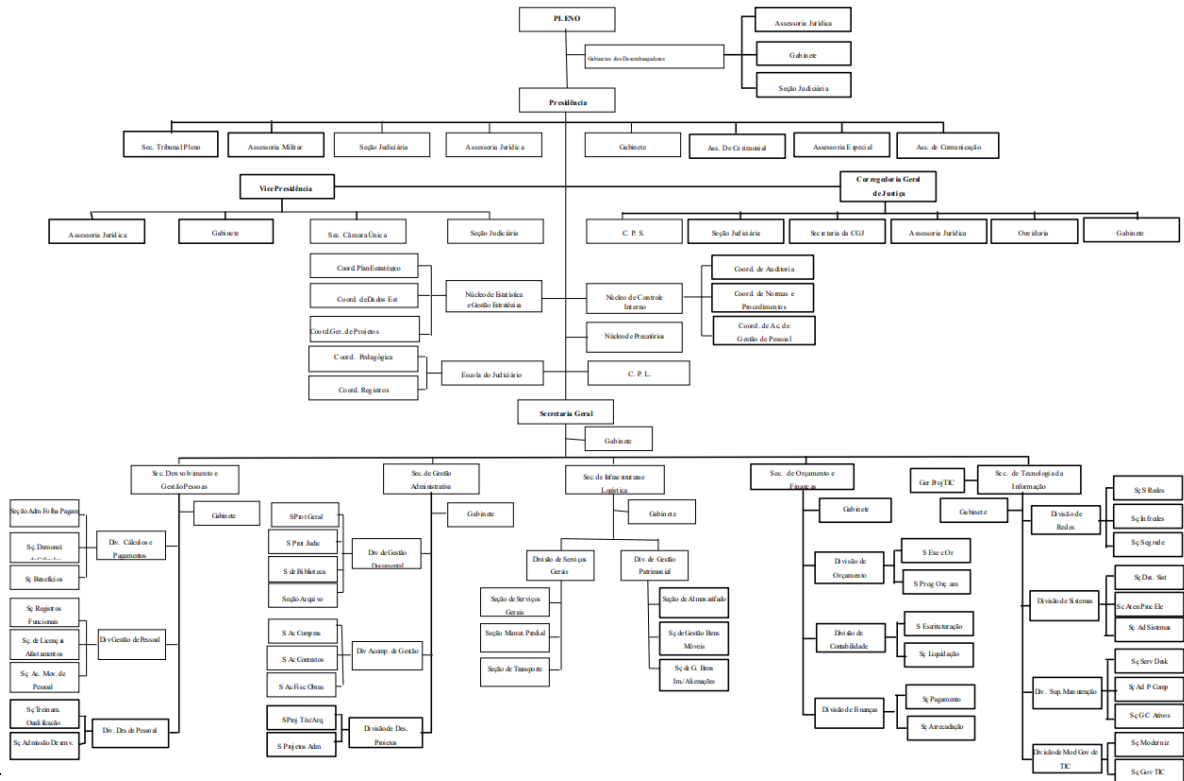 PLENO
Assessoria Jurídica
Gabinetes dos Desembargadores
Gabinete
Seção Judiciária
Presidência
Sec. Tribunal Pleno
Assessoria Militar
Seção Judiciária
Assessoria Jurídica
Gabinete
Ass. De Cerimonial
Assessoria Especial
Ass. de Comunicação
Vice Presidência
Corregedoria Geral
de Justiça
Assessoria Jurídica
Gabinete
Sec. Câmara Única
Seção Judiciária
C. P. S.
Seção Judiciária
Secretaria da CGJ
Assessoria Jurídica
Ouvidoria
Gabinete
Coord. Plan Estratégico
Coord. de Dados Est
Coord.Ger. de Projetos
Núcleo de Estatística
e Gestão Estratégica
Núcleo de Controle
Interno
Coord. de Auditoria
Coord. de Normas e
Procedimentos
Coord. de Ac. de
Gestão de Pessoal
Núcleo de Precatórios
Coord. Pedagógica
Coord. Registros
Escola do Judiciário
C. P. L.
Secretaria Geral
Gabinete
Sec. Desnvolvimento e
Gestão Pessoas
Gabinete
Seção Adm Folha Pagam
Sç. Demonst.
Sç Benefícios
Div. Cálculos e
Pagamentos
Sç Registros
Funcionais
Sç. de Licenças
Afastamentos
Sç. Ac. Mov. de
Pessoal
Div Gestão de Pessoal
Sç Treinam.
Qualificação
Sç Admissão Desenv.
Div. Des de Pessoal
Sec. de Gestão
Administrativa
Gabinete
S Prot Geral
S Prot Judic
S de Biblioteca
Seção Arquivo
Div de Gestão
Documental
S Ac Compras
S Ac Contratos
S Ac Fisc Obras
Div Acomp. de Gestão
S Proj Téc/Arq
S Projetos Adm
Divisão de Des.
Projetos
Sec. de Infraestrutura e
Logística
Gabinete
Divisão de Serviços
Gerais
Div. de Gestão
Patrimonial
Seção de Serviços
Gerais
Seção Manut Predial
Seção de Transporte
Seção de Almoxarifado
Sç de Gestão Bens
Móveis
Sç de G. Bens
Im./Alienações
Sec. de Orçamento e
Finanças
Gabinete
Divisão de
Orçamento
S Exec Or
S Prog Orç am
Divisão de
Contabilidade
S Escrituração
Sç Liquidação
Divisão de Finanças
Sç Pagamento
Sç Arrecadação
Ger Proj TIC
Sec. de Tecnologia da
Informação
Gabinete
Divisão de
Redes
Sç S Redes
Sç Infredes
Sç Segrede
Divisão de Sistemas
Sç Des. Sist
Sc Aten Proc Ele
Sç Ad Sistemas
Div. Sup. Manutenção
Sç Serv Desk
Sç Ad P Comp
Sç G C Ativos
Divisão de Mod Gov de
TIC
Sç Moderniz
Sç Gov TIC